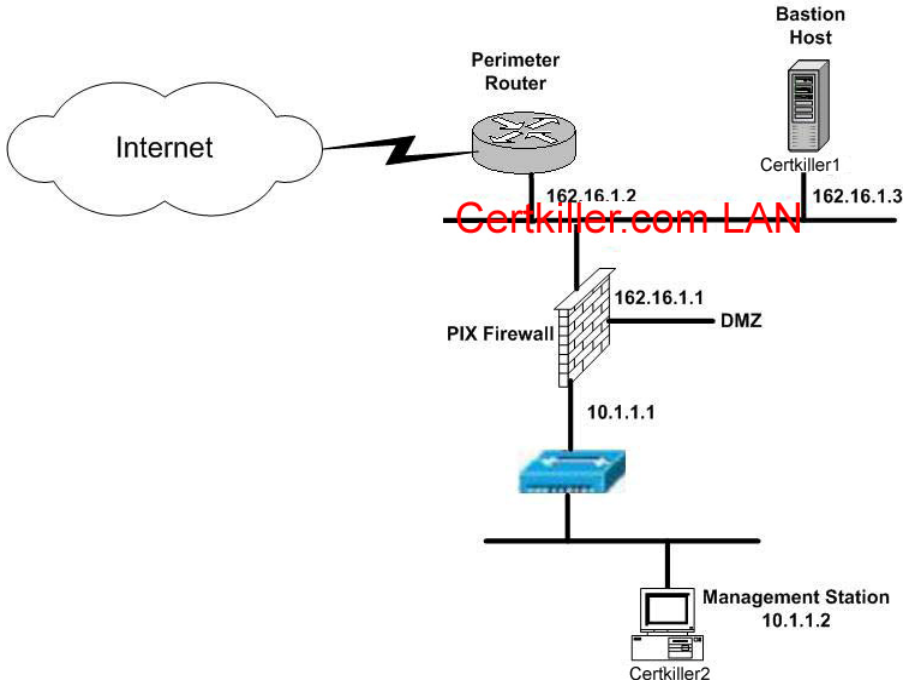 Bastion
Host
Perimeter
Router
Internet
Certkiller1
162.16.1.2
162.16.1.3
Certkiller.com LAN
162.16.1.1
DMZ
PIX Firewall
10.1.1.1
Management Station
10.1.1.2
Certkiller2